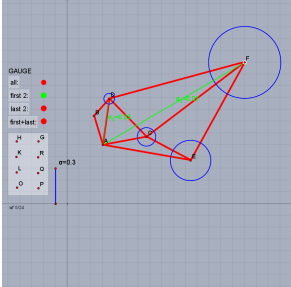 F
GAUGE
all:
first 2:
last 2:
first+last:
D
B
C
A
E
H G
K R
L Q
O P
σ=0.3